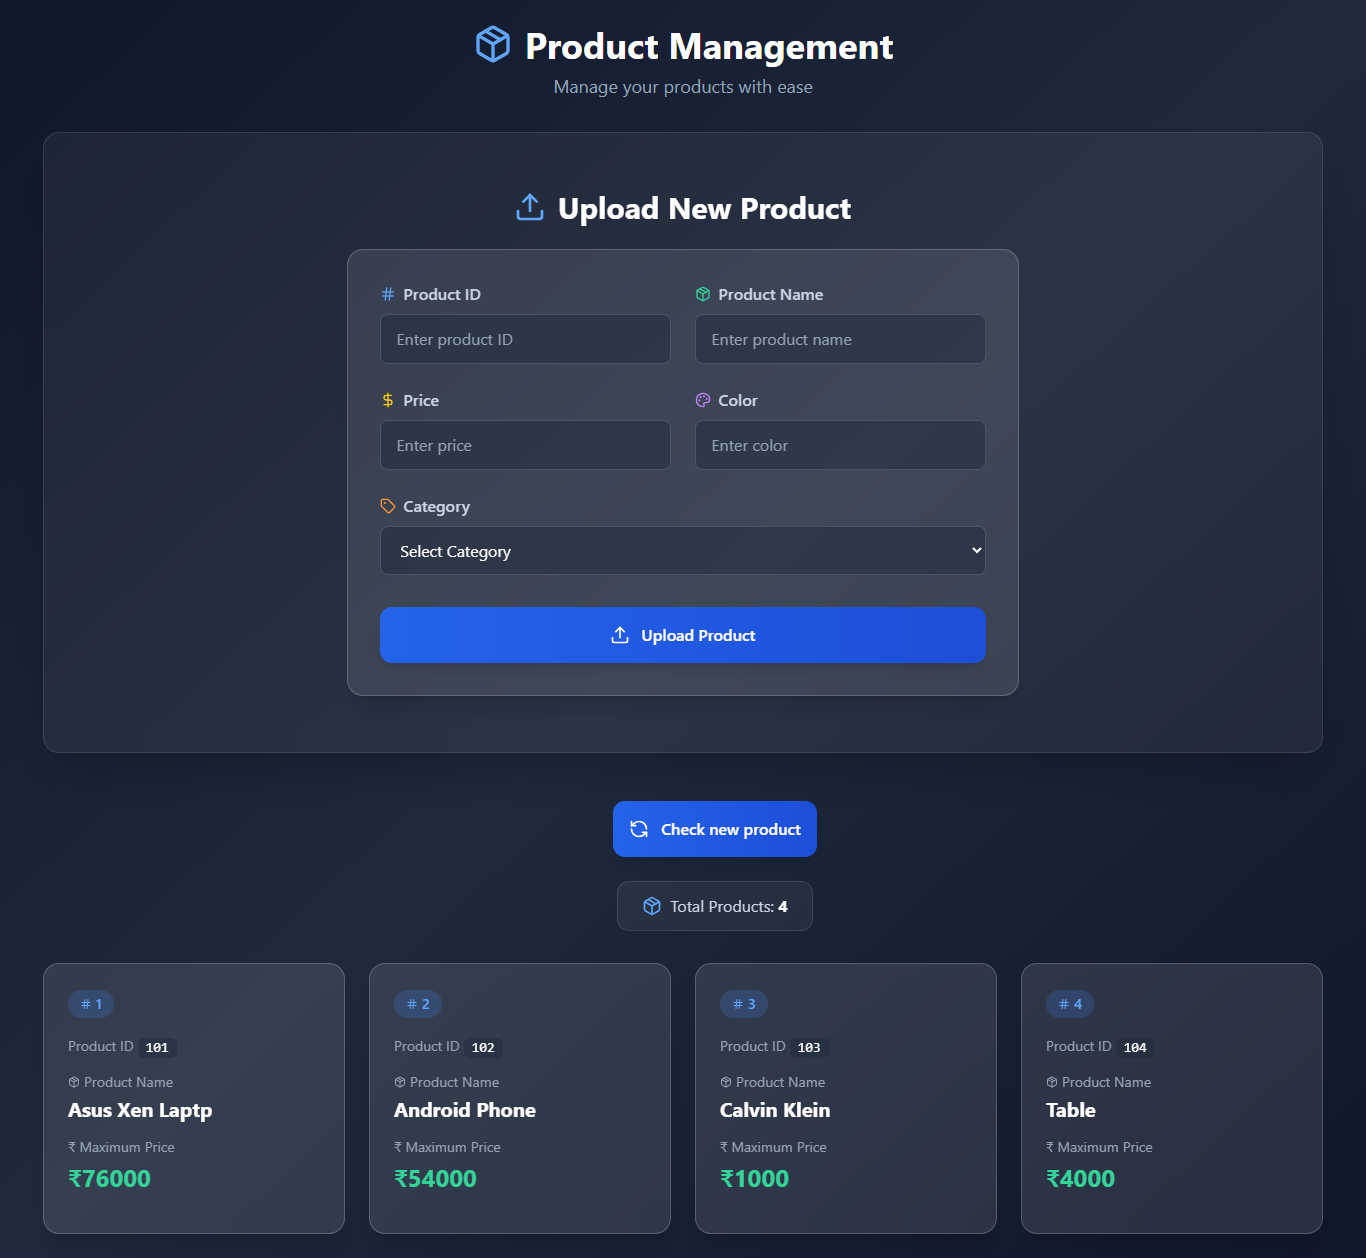 Product Management
Manage your products with ease
Upload New Product
# Product ID
Product Name
Enter product ID
Enter product name
$ Price
Color
Enter price
Enter color
Category
Select Category
Upload Product
Check new product
Total Products: 4
# 1
Product ID 101
Product Name
Asus Xen Laptp
₹ Maximum Price
₹76000
# 2
Product ID 102
Product Name
Android Phone
₹ Maximum Price
₹54000
# 3
Product ID 103
Product Name
Calvin Klein
₹ Maximum Price
₹1000
# 4
Product ID 104
Product Name
Table
₹ Maximum Price
₹4000